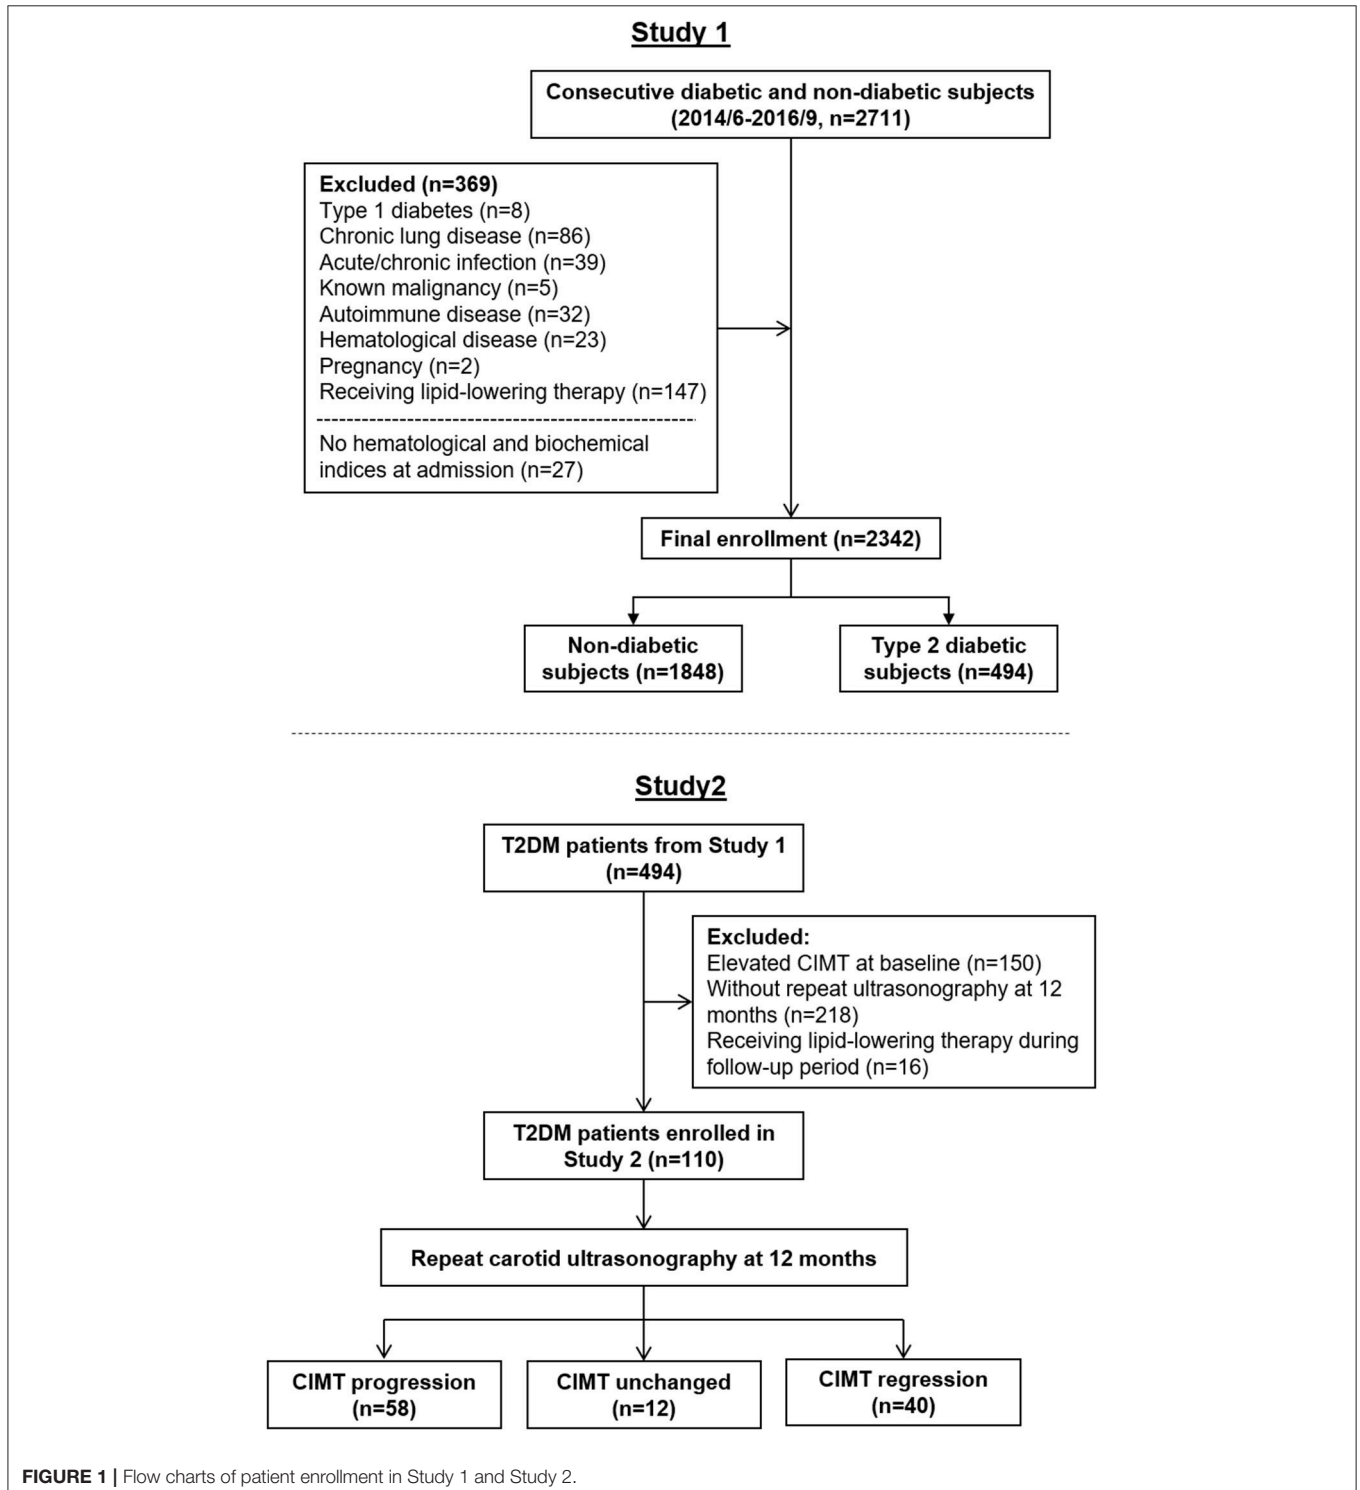 Study 1
Consecutive diabetic and non-diabetic subjects
(2014/6-2016/9, n=2711)
Excluded (n=369)
Type 1 diabetes (n=8)
Chronic lung disease (n=86)
Acute/chronic infection (n=39)
Known malignancy (n=5)
Autoimmune disease (n=32)
Hematological disease (n=23)
Pregnancy (n=2)
Receiving lipid-lowering therapy (n=147)
No hematological and biochemical
indices at admission (n=27)
Final enrollment (n=2342)
Non-diabetic
subjects (n=1848)
Type 2 diabetic
subjects (n=494)
Study2
T2DM patients from Study 1
(n=494)
Excluded:
Elevated CIMT at baseline (n=150)
Without repeat ultrasonography at 12
months (n=218)
Receiving lipid-lowering therapy during
follow-up period (n=16)
T2DM patients enrolled in
Study 2 (n=110)
Repeat carotid ultrasonography at 12 months
CIMT progression
(n=58)
CIMT unchanged
(n=12)
CIMT regression
(n=40)
FIGURE 1 | Flow charts of patient enrollment in Study 1 and Study 2.